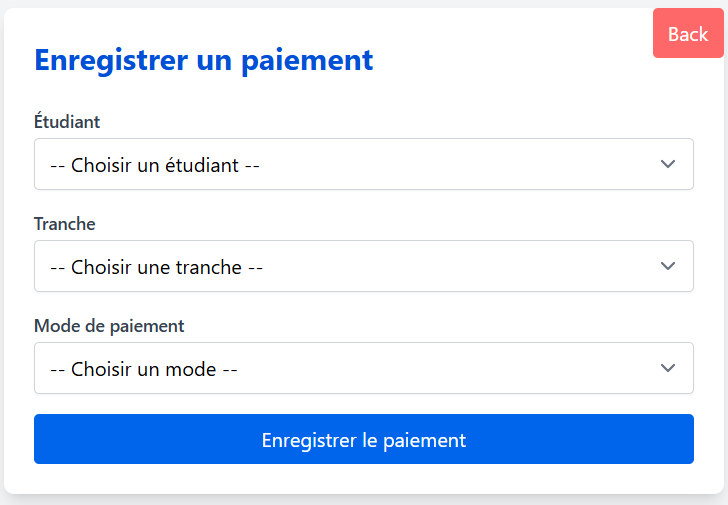 Back
Enregistrer un paiement
Étudiant
-- Choisir un étudiant --
Tranche
-- Choisir une tranche --
Mode de paiement
-- Choisir un mode --
Enregistrer le paiement